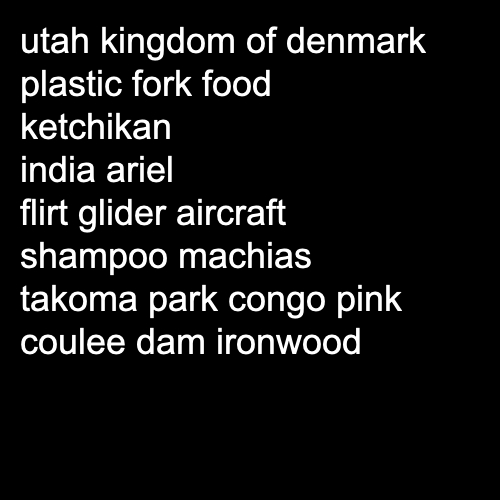 utah kingdom of denmark
plastic fork food
ketchikan
india ariel
flirt glider aircraft
shampoo machias
takoma park congo pink
coulee dam ironwood